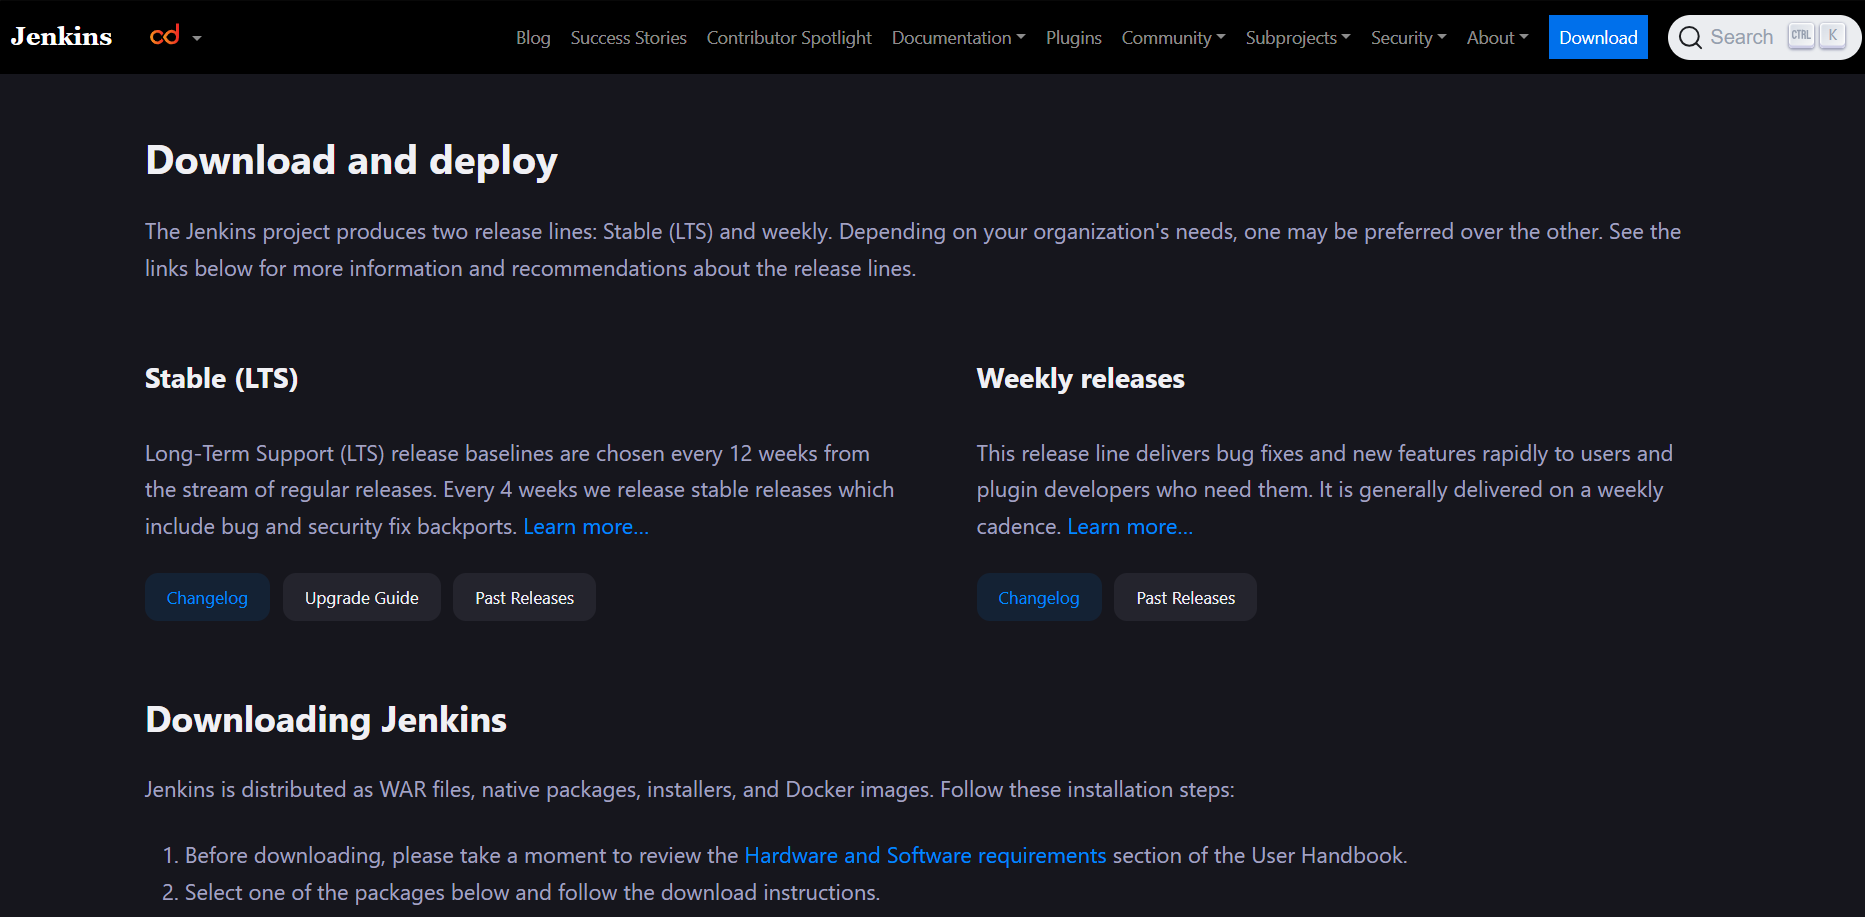 Jenkins
cd
Blog Success Stories Contributor Spotlight Documentation Plugins Community Subprojects Security About Download Search CTRL K
Download and deploy
The Jenkins project produces two release lines: Stable (LTS) and weekly. Depending on your organization's needs, one may be preferred over the other. See the
links below for more information and recommendations about the release lines.
Stable (LTS)
Long-Term Support (LTS) release baselines are chosen every 12 weeks from
the stream of regular releases. Every 4 weeks we release stable releases which
include bug and security fix backports. Learn more...
Changelog Upgrade Guide Past Releases
Weekly releases
This release line delivers bug fixes and new features rapidly to users and
plugin developers who need them. It is generally delivered on a weekly
cadence. Learn more...
Changelog Past Releases
Downloading Jenkins
Jenkins is distributed as WAR files, native packages, installers, and Docker images. Follow these installation steps:
1. Before downloading, please take a moment to review the Hardware and Software requirements section of the User Handbook.
2. Select one of the packages below and follow the download instructions.